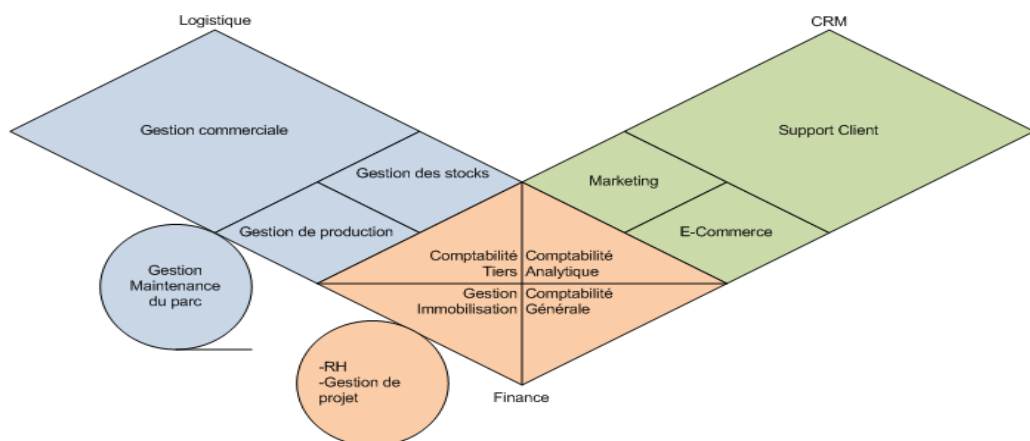 Logistique
CRM
Gestion commerciale
Support Client
Gestion des stocks
Marketing
Gestion de production
E-Commerce
Gestion
Maintenance
du parc
Comptabilité
Tiers
Comptabilité
Analytique
Gestion
Immobilisation
Comptabilité
Générale
-RH
-Gestion de
projet
Finance